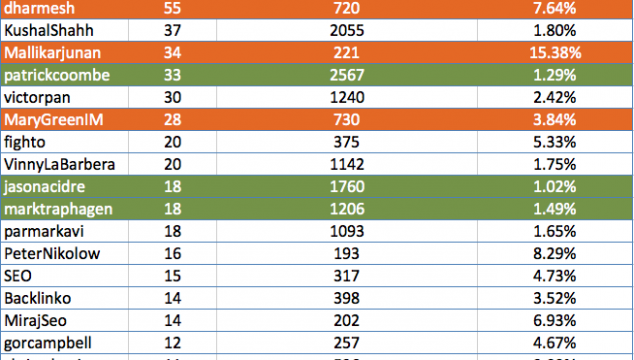 dharmesh 55 720 7.64%
KushalShahh 37 2055 1.80%
Mallikarjunan 34 221 15.38%
patrickcoombe 33 2567 1.29%
victorpan 30 1240 2.42%
MaryGreenIM 28 730 3.84%
fighto 20 375 5.33%
VinnyLaBarbera 20 1142 1.75%
jasonacidre 18 1760 1.02%
marktraphagen 18 1206 1.49%
parmarkavi 18 1093 1.65%
PeterNikolow 16 193 8.29%
SEO 15 317 4.73%
Backlinko 14 398 3.52%
MirajSeo 14 202 6.93%
gorcampbell 12 257 4.67%